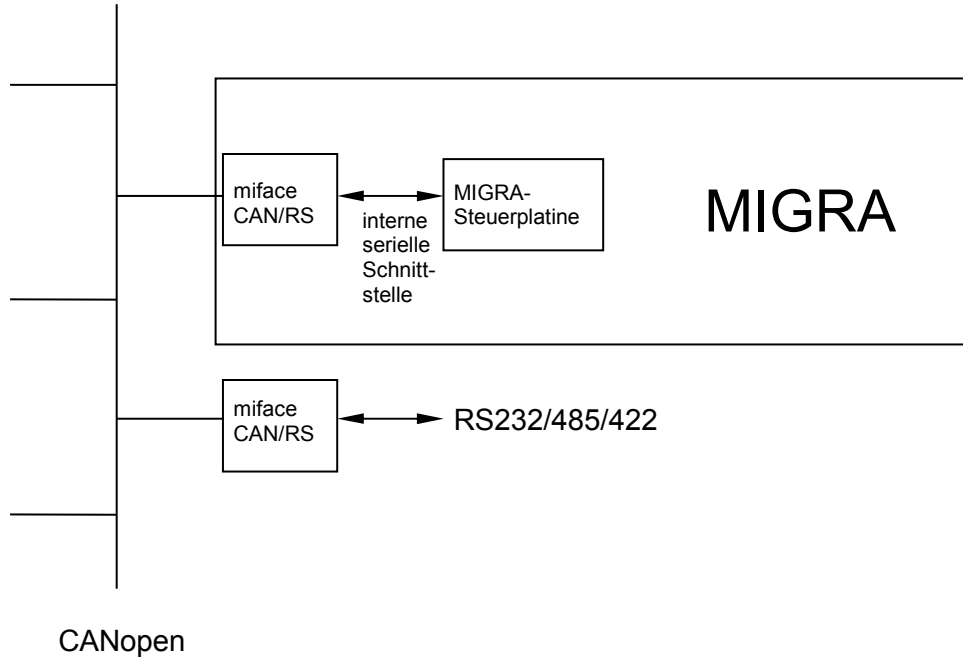 miface
CAN/RS
interne
serielle
Schnitt-
stelle
MIGRA-
Steuerplatine
MIGRA
miface
CAN/RS
RS232/485/422
CANopen